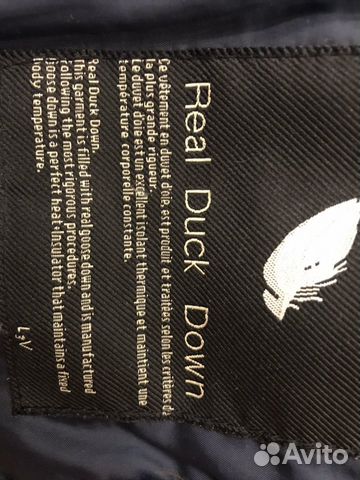 Real Duck Down
Ce vêtement en duvet d'oie, est produit et traitées selon les critères de
la plus grande rigueur.
Le duvet d'oie est un excellent isolant thermique et maintient une
température corporelle constante.
Real Duck Down.
this garment is filled with real goose down and is manufactured
following the most rigorous procedures.
Goose down is a perfect heat-insulator that maintains a fixed
body temperature.
Avito